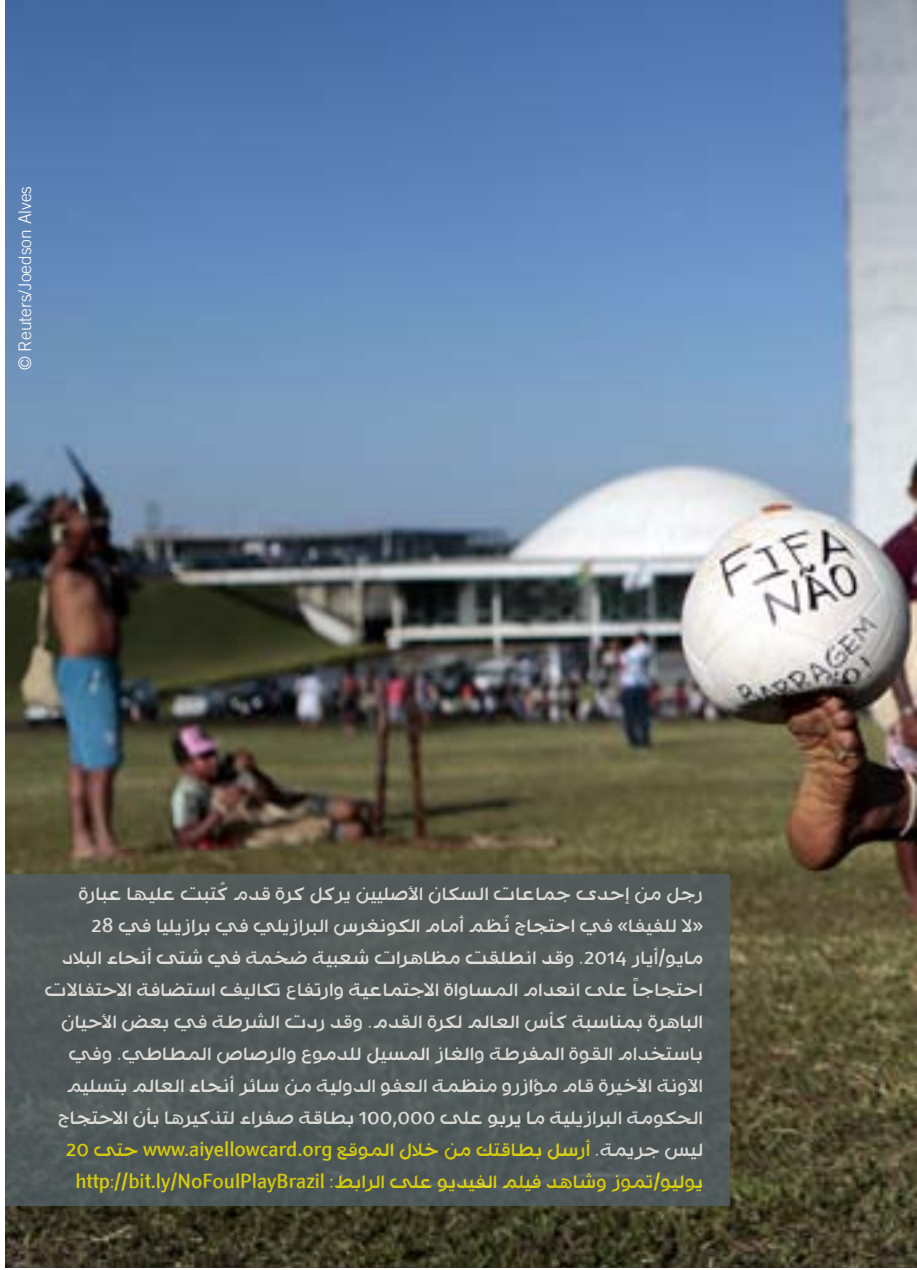 © Reuters/Joedson Alves
FIFA
NÃO
BARRAGEM
رجل من إحدى جماعات السكان الأصليين يركل كرة قدم كُتبت عليها عبارة
«لا للفيفا» في احتجاج نُظم أمام الكونغرس البرازيلي في برازيليا في 28
مايو/أيار 2014. وقد انطلقت مظاهرات شعبية ضخمة في شتى أنحاء البلاد
احتجاجاً على انعدام المساواة الاجتماعية وارتفاع تكاليف استضافة الاحتفالات
الباهرة بمناسبة كأس العالم لكرة القدم. وقد ردت الشرطة في بعض الأحيان
باستخدام القوة المفرطة والغاز المسيل للدموع والرصاص المطاطي. وفي
الآونة الأخيرة قام مؤازرو منظمة العفو الدولية من سائر أنحاء العالم بتسليم
الحكومة البرازيلية ما يربو على 100,000 بطاقة صفراء لتذكيرها بأن الاحتجاج
ليس جريمة. أرسل بطاقتك من خلال الموقع www.aiyellowcard.org حتى 20
يوليو/تموز وشاهد فيلم الفيديو على الرابط: http://bit.ly/NoFoulPlayBrazil